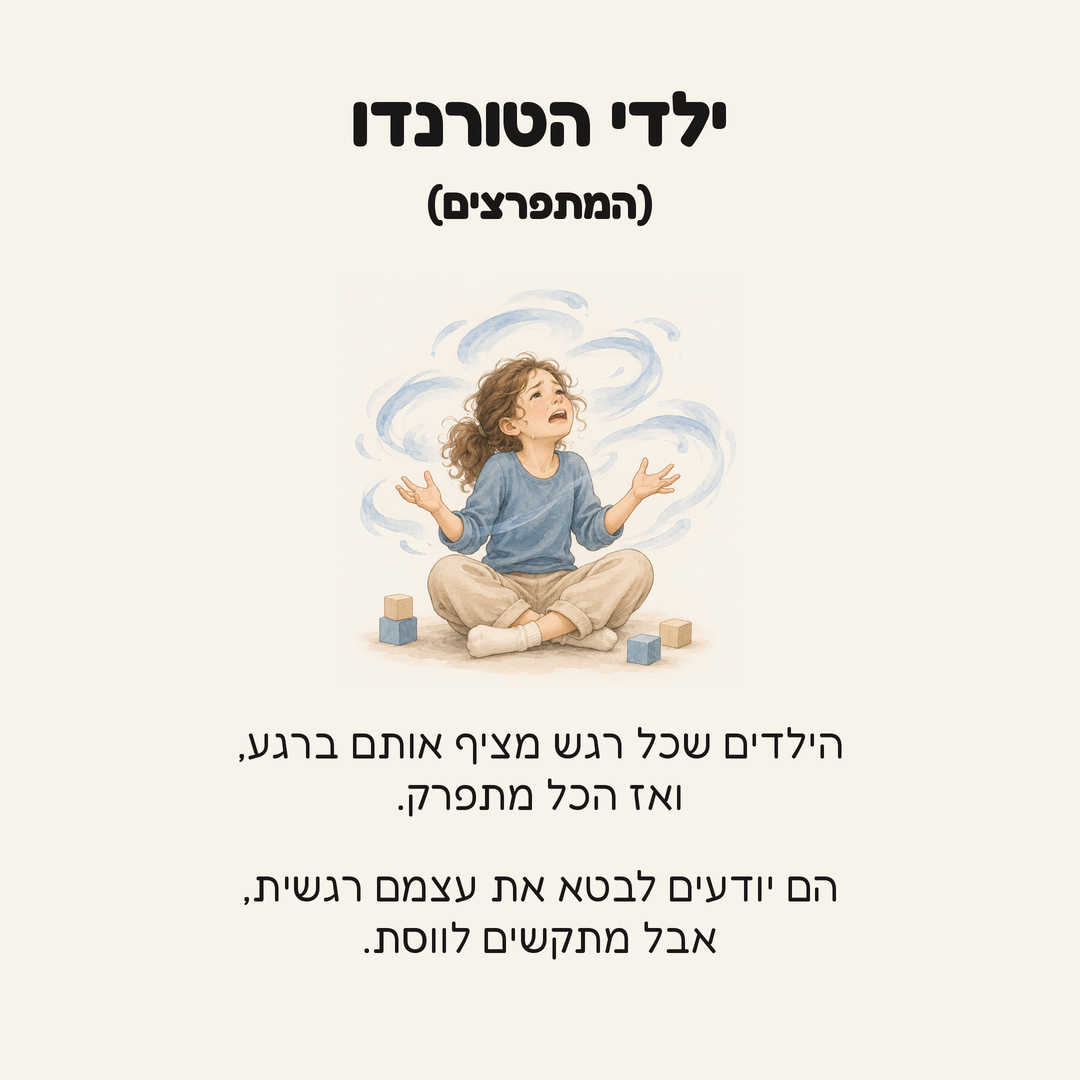 ילדי הטורנדו
(המתפרצים)
הילדים שכל רגש מציף אותם ברגע,
ואז הכל מתפרק.
הם יודעים לבטא את עצמם רגשית,
אבל מתקשים לווסת.